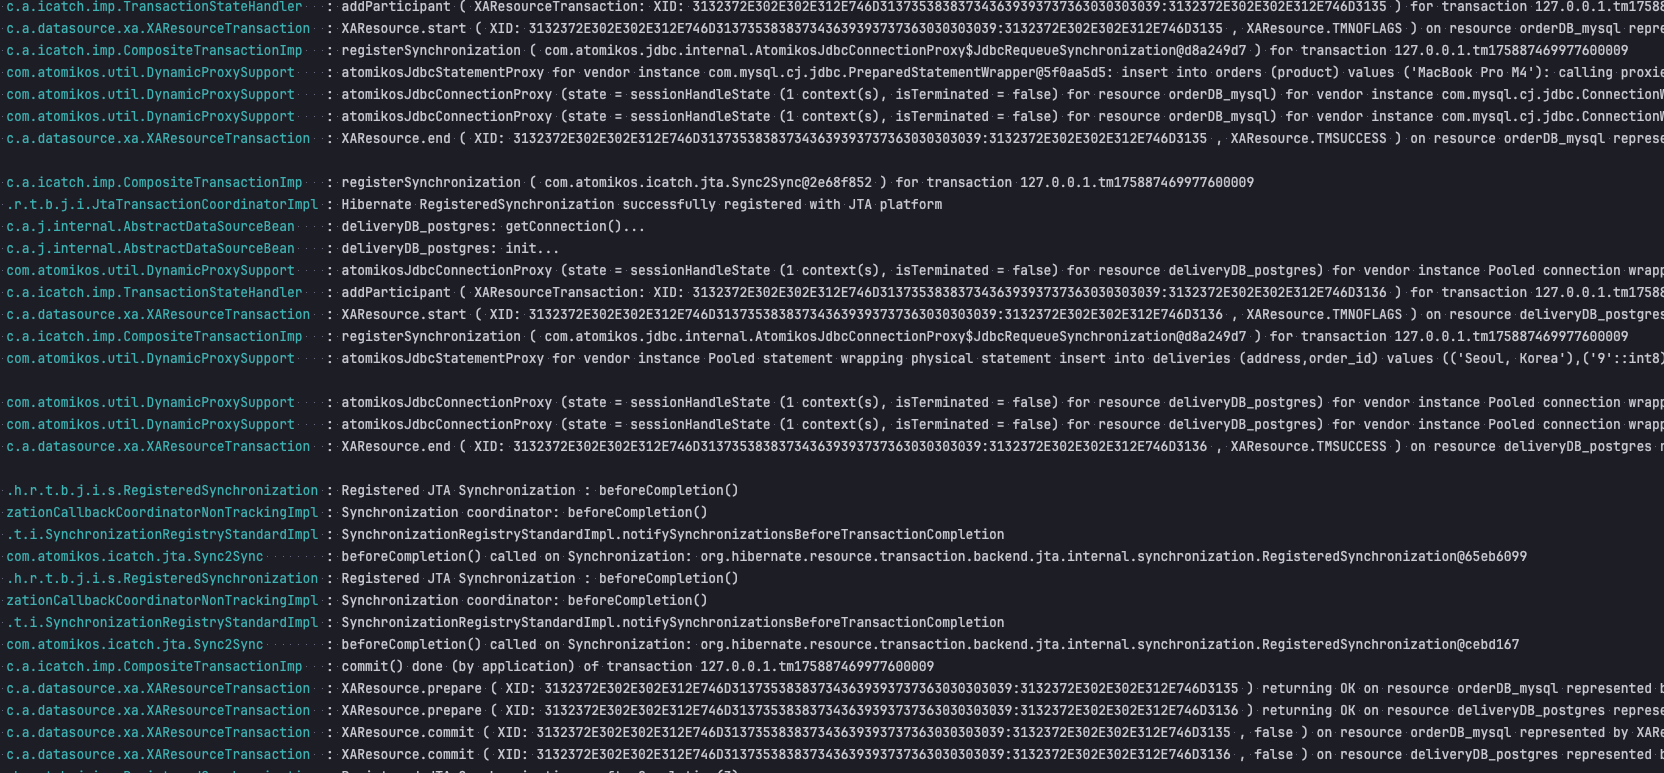 c.a.icatch.imp.TransactionStateHandler : addParticipant ( XAResourceTransaction: XID: 3132372E302E302E312E746D313735383837343639393737363030303039:3132372E302E302E312E746D3135 ) for transaction 127.0.0.1.tm17588
c.a.datasource.xa.XAResourceTransaction : XAResource.start ( XID: 3132372E302E302E312E746D313735383837343639393737363030303039:3132372E302E302E312E746D3135 , XAResource.TMNOFLAGS ) on resource orderDB_mysql repres
c.a.icatch.imp.CompositeTransactionImp : registerSynchronization ( com.atomikos.jdbc.internal.AtomikosJdbcConnectionProxy$JdbcRequeueSynchronization@d8a249d7 ) for transaction 127.0.0.1.tm175887469977600009
com.atomikos.util.DynamicProxySupport : atomikosJdbcStatementProxy for vendor instance com.mysql.cj.jdbc.PreparedStatementWrapper@5f0aa5d5: insert into orders (product) values ('MacBook Pro M4'): calling proxie
com.atomikos.util.DynamicProxySupport : atomikosJdbcConnectionProxy (state = sessionHandleState (1 context(s), isTerminated = false) for resource orderDB_mysql) for vendor instance com.mysql.cj.jdbc.ConnectionW
com.atomikos.util.DynamicProxySupport : atomikosJdbcConnectionProxy (state = sessionHandleState (1 context(s), isTerminated = false) for resource orderDB_mysql) for vendor instance com.mysql.cj.jdbc.ConnectionW
c.a.datasource.xa.XAResourceTransaction : XAResource.end ( XID: 3132372E302E302E312E746D313735383837343639393737363030303039:3132372E302E302E312E746D3135 , XAResource.TMSUCCESS ) on resource orderDB_mysql represe
c.a.icatch.imp.CompositeTransactionImp : registerSynchronization ( com.atomikos.icatch.jta.Sync2Sync@2e68f852 ) for transaction 127.0.0.1.tm175887469977600009
.r.t.b.j.i.JtaTransactionCoordinatorImpl : Hibernate RegisteredSynchronization successfully registered with JTA platform
c.a.j.internal.AbstractDataSourceBean : deliveryDB_postgres: getConnection()...
c.a.j.internal.AbstractDataSourceBean : deliveryDB_postgres: init...
com.atomikos.util.DynamicProxySupport : atomikosJdbcConnectionProxy (state = sessionHandleState (1 context(s), isTerminated = false) for resource deliveryDB_postgres) for vendor instance Pooled connection wrapp
c.a.icatch.imp.TransactionStateHandler : addParticipant ( XAResourceTransaction: XID: 3132372E302E302E312E746D313735383837343639393737363030303039:3132372E302E302E312E746D3136 ) for transaction 127.0.0.1.tm17588
c.a.datasource.xa.XAResourceTransaction : XAResource.start ( XID: 3132372E302E302E312E746D313735383837343639393737363030303039:3132372E302E302E312E746D3136 , XAResource.TMNOFLAGS ) on resource deliveryDB_postgres
c.a.icatch.imp.CompositeTransactionImp : registerSynchronization ( com.atomikos.jdbc.internal.AtomikosJdbcConnectionProxy$JdbcRequeueSynchronization@d8a249d7 ) for transaction 127.0.0.1.tm175887469977600009
com.atomikos.util.DynamicProxySupport : atomikosJdbcStatementProxy for vendor instance Pooled statement wrapping physical statement insert into deliveries (address,order_id) values (('Seoul, Korea'),('9'::int8)
com.atomikos.util.DynamicProxySupport : atomikosJdbcConnectionProxy (state = sessionHandleState (1 context(s), isTerminated = false) for resource deliveryDB_postgres) for vendor instance Pooled connection wrapp
com.atomikos.util.DynamicProxySupport : atomikosJdbcConnectionProxy (state = sessionHandleState (1 context(s), isTerminated = false) for resource deliveryDB_postgres) for vendor instance Pooled connection wrapp
c.a.datasource.xa.XAResourceTransaction : XAResource.end ( XID: 3132372E302E302E312E746D313735383837343639393737363030303039:3132372E302E302E312E746D3136 , XAResource.TMSUCCESS ) on resource deliveryDB_postgres r
.h.r.t.b.j.i.s.RegisteredSynchronization : Registered JTA Synchronization : beforeCompletion()
zationCallbackCoordinatorNonTrackingImpl : Synchronization coordinator: beforeCompletion()
.t.i.SynchronizationRegistryStandardImpl : SynchronizationRegistryStandardImpl.notifySynchronizationsBeforeTransactionCompletion
com.atomikos.icatch.jta.Sync2Sync : beforeCompletion() called on Synchronization: org.hibernate.resource.transaction.backend.jta.internal.synchronization.RegisteredSynchronization@65eb6099
.h.r.t.b.j.i.s.RegisteredSynchronization : Registered JTA Synchronization : beforeCompletion()
zationCallbackCoordinatorNonTrackingImpl : Synchronization coordinator: beforeCompletion()
.t.i.SynchronizationRegistryStandardImpl : SynchronizationRegistryStandardImpl.notifySynchronizationsBeforeTransactionCompletion
com.atomikos.icatch.jta.Sync2Sync : beforeCompletion() called on Synchronization: org.hibernate.resource.transaction.backend.jta.internal.synchronization.RegisteredSynchronization@cebd167
c.a.icatch.imp.CompositeTransactionImp : commit() done (by application) of transaction 127.0.0.1.tm175887469977600009
c.a.datasource.xa.XAResourceTransaction : XAResource.prepare ( XID: 3132372E302E302E312E746D313735383837343639393737363030303039:3132372E302E302E312E746D3135 ) returning OK on resource orderDB_mysql represented b
c.a.datasource.xa.XAResourceTransaction : XAResource.prepare ( XID: 3132372E302E302E312E746D313735383837343639393737363030303039:3132372E302E302E312E746D3136 ) returning OK on resource deliveryDB_postgres represe
c.a.datasource.xa.XAResourceTransaction : XAResource.commit ( XID: 3132372E302E302E312E746D313735383837343639393737363030303039:3132372E302E302E312E746D3135 , false ) on resource orderDB_mysql represented by XARe
c.a.datasource.xa.XAResourceTransaction : XAResource.commit ( XID: 3132372E302E302E312E746D313735383837343639393737363030303039:3132372E302E302E312E746D3136 , false ) on resource deliveryDB_postgres represented b